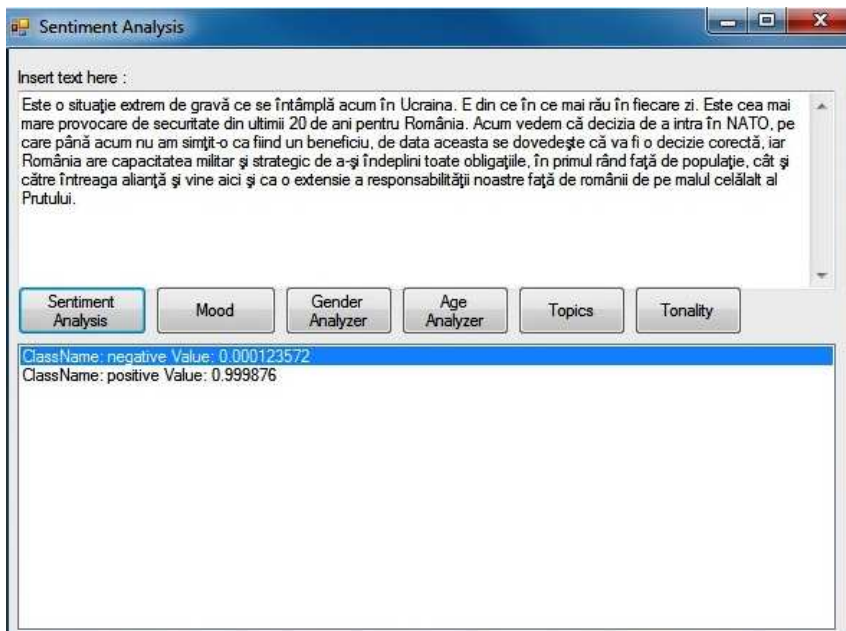 Sentiment Analysis
Insert text here :
Este o situaţie extrem de gravă ce se întâmplă acum în Ucraina. E din ce în ce mai rău în fiecare zi. Este cea mai
mare provocare de securitate din ultimii 20 de ani pentru România. Acum vedem că decizia de a intra în NATO, pe
care până acum nu am simţit-o ca fiind un beneficiu, de data aceasta se dovedeşte că va fi o decizie corectă, iar
România are capacitatea militar şi strategic de a-şi îndeplini toate obligaţiile, în primul rând faţă de populaţie, cât şi
către întreaga alianţă şi vine aici şi ca o extensie a responsabilităţii noastre faţă de românii de pe malul celălalt al
Prutului.
Sentiment Analysis
Mood
Gender Analyzer
Age Analyzer
Topics
Tonality
ClassName: negative Value: 0.000123572
ClassName: positive Value: 0.999876